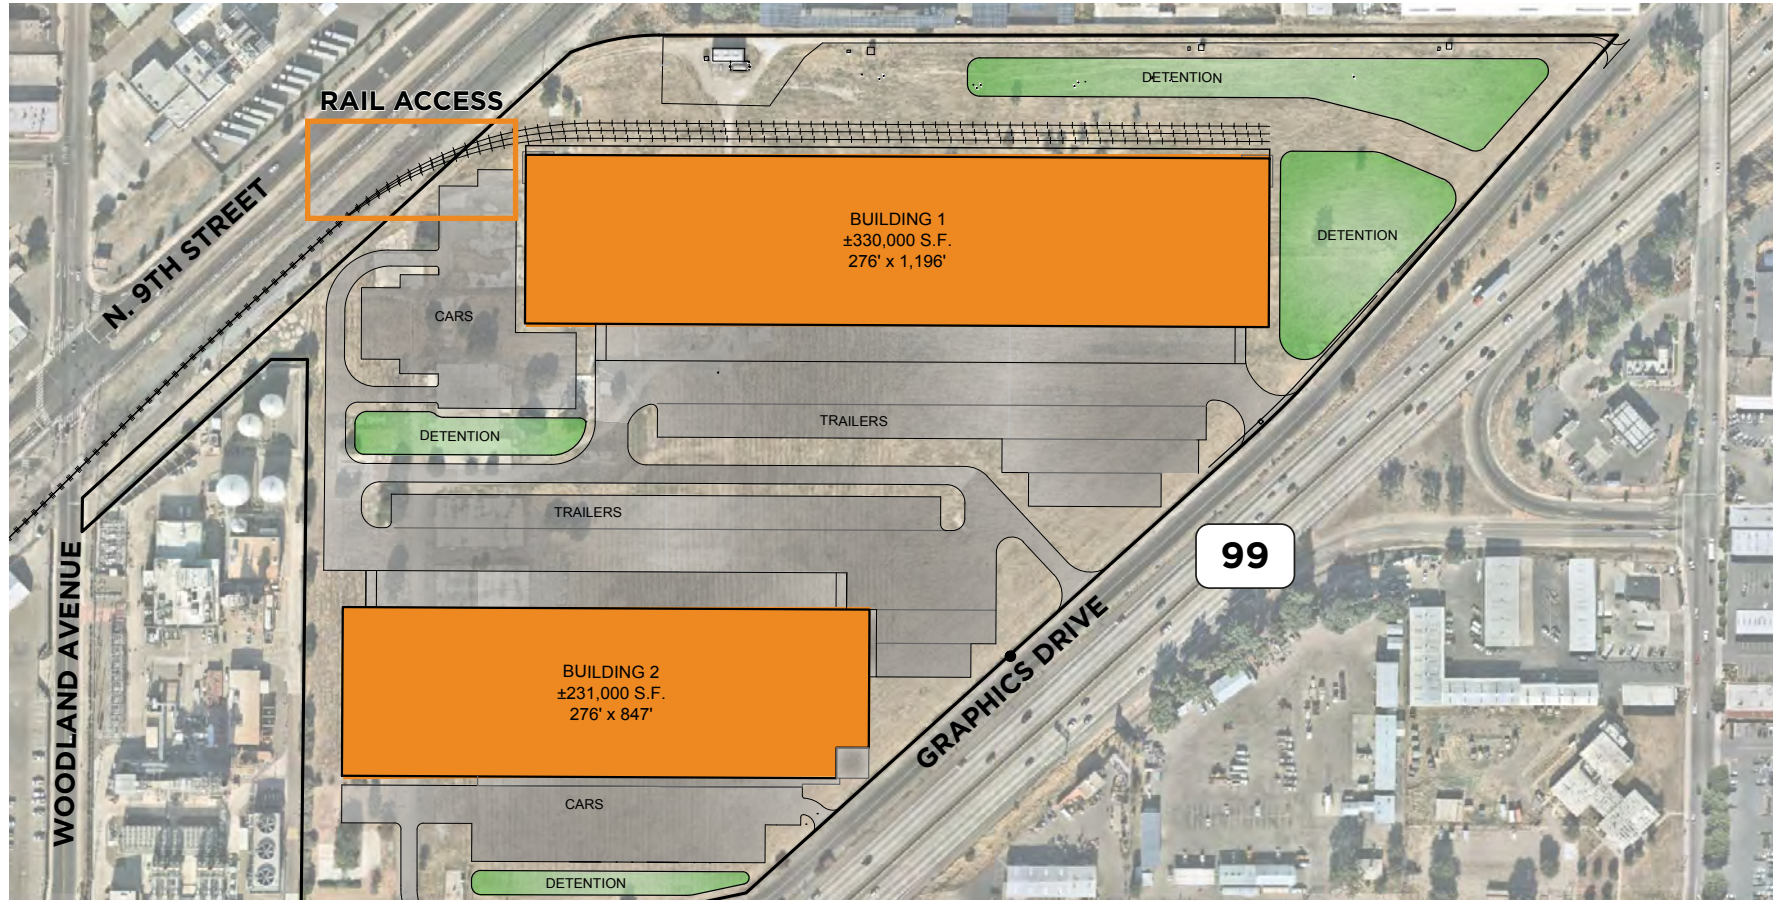 DETENTION
RAIL ACCESS
N. 9TH STREET
BUILDING 1
±330,000 S.F.
276' x 1,196'
DETENTION
CARS
TRAILERS
DETENTION
TRAILERS
99
WOODLAND AVENUE
GRAPHICS DRIVE
BUILDING 2
±231,000 S.F.
276' x 847'
CARS
DETENTION